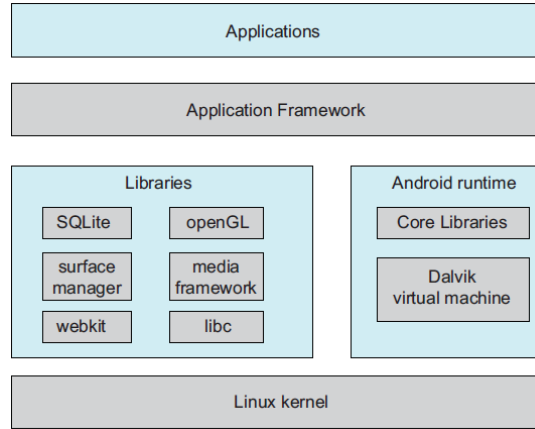 Applications
Application Framework
Libraries
SQLite
openGL
surface
manager
media
framework
webkit
libc
Android runtime
Core Libraries
Dalvik
virtual machine
Linux kernel